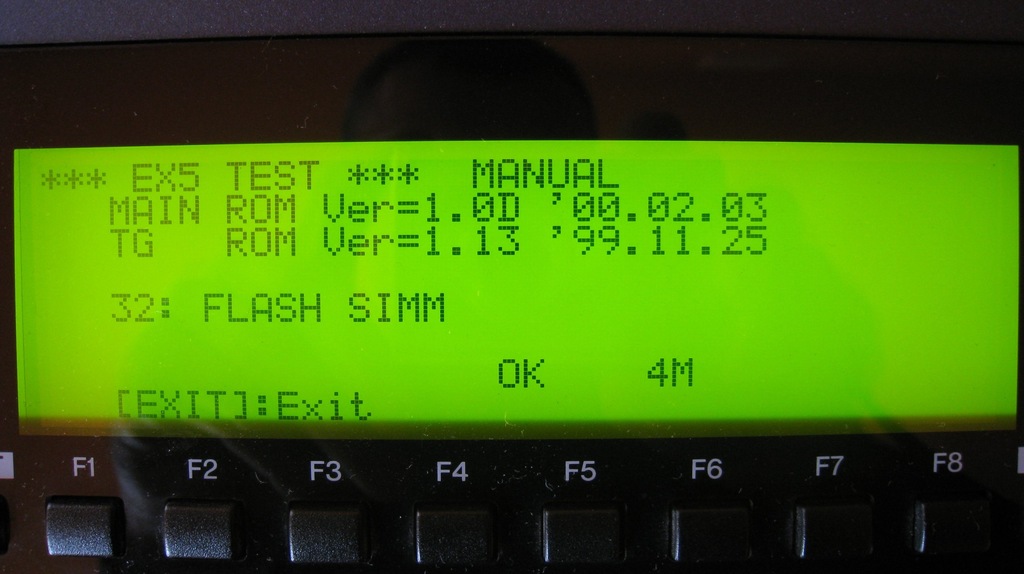 *** EX5 TEST *** MANUAL
MAIN ROM Ver=1.0D '00.02.03
TG ROM Ver=1.13 '99.11.25
32: FLASH SIMM
OK 4M
[EXIT]:Exit
F1 F2 F3 F4 F5 F6 F7 F8